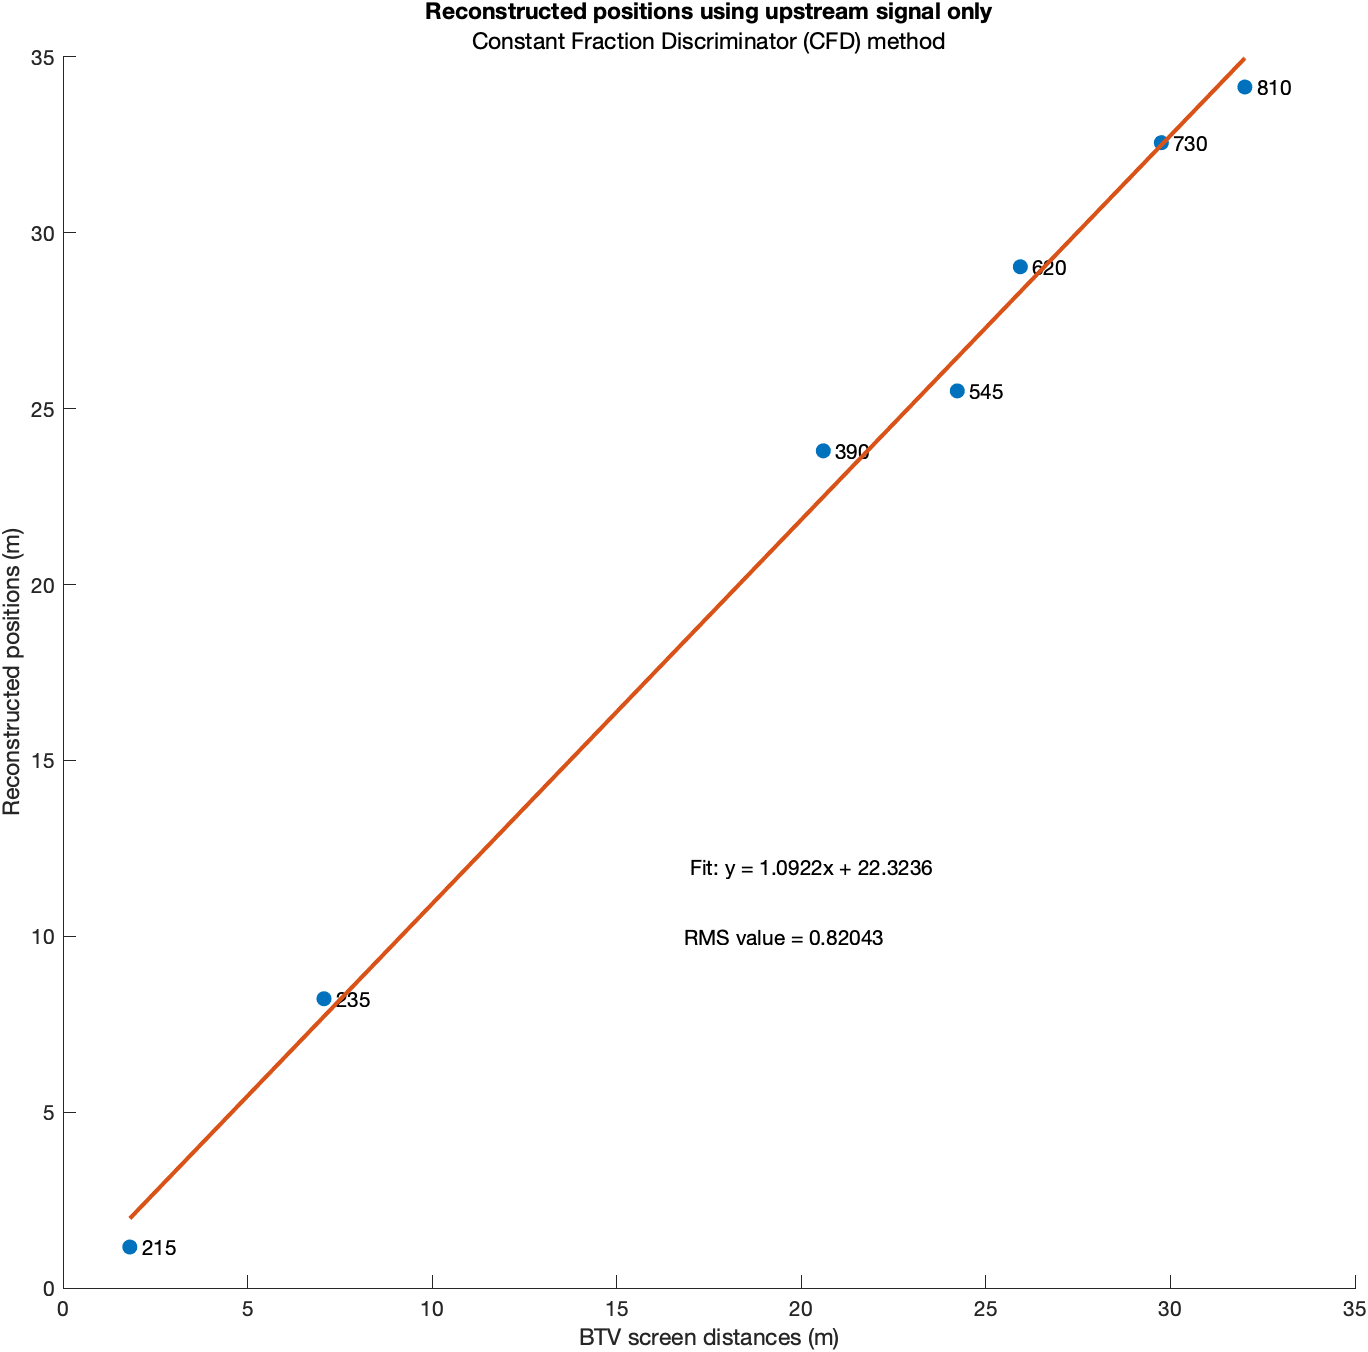 Reconstructed positions using upstream signal only
Constant Fraction Discriminator (CFD) method
35
810
730
30
620
545
25
390
20
Reconstructed positions (m)
15
Fit: y = 1.0922x + 22.3236
10
RMS value = 0.82043
235
5
215
0
0 5 10 15 20 25 30 35
BTV screen distances (m)